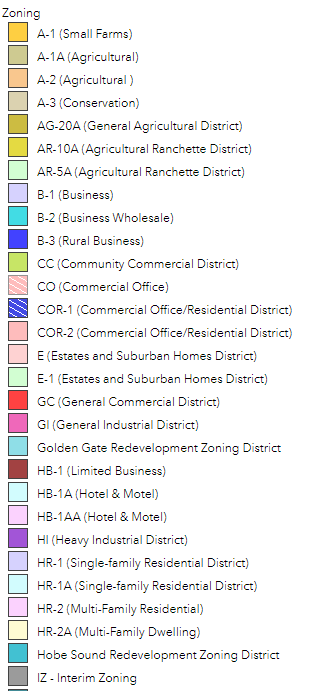 Zoning
A-1 (Small Farms)
A-1A (Agricultural)
A-2 (Agricultural )
A-3 (Conservation)
AG-20A (General Agricultural District)
AR-10A (Agricultural Ranchette District)
AR-5A (Agricultural Ranchette District)
B-1 (Business)
B-2 (Business Wholesale)
B-3 (Rural Business)
CC (Community Commercial District)
CO (Commercial Office)
COR-1 (Commercial Office/Residential District)
COR-2 (Commercial Office/Residential District)
E (Estates and Suburban Homes District)
E-1 (Estates and Suburban Homes District)
GC (General Commercial District)
GI (General Industrial District)
Golden Gate Redevelopment Zoning District
HB-1 (Limited Business)
HB-1A (Hotel & Motel)
HB-1AA (Hotel & Motel)
HI (Heavy Industrial District)
HR-1 (Single-family Residential District)
HR-1A (Single-family Residential District)
HR-2 (Multi-Family Residential)
HR-2A (Multi-Family Dwelling)
Hobe Sound Redevelopment Zoning District
IZ - Interim Zoning